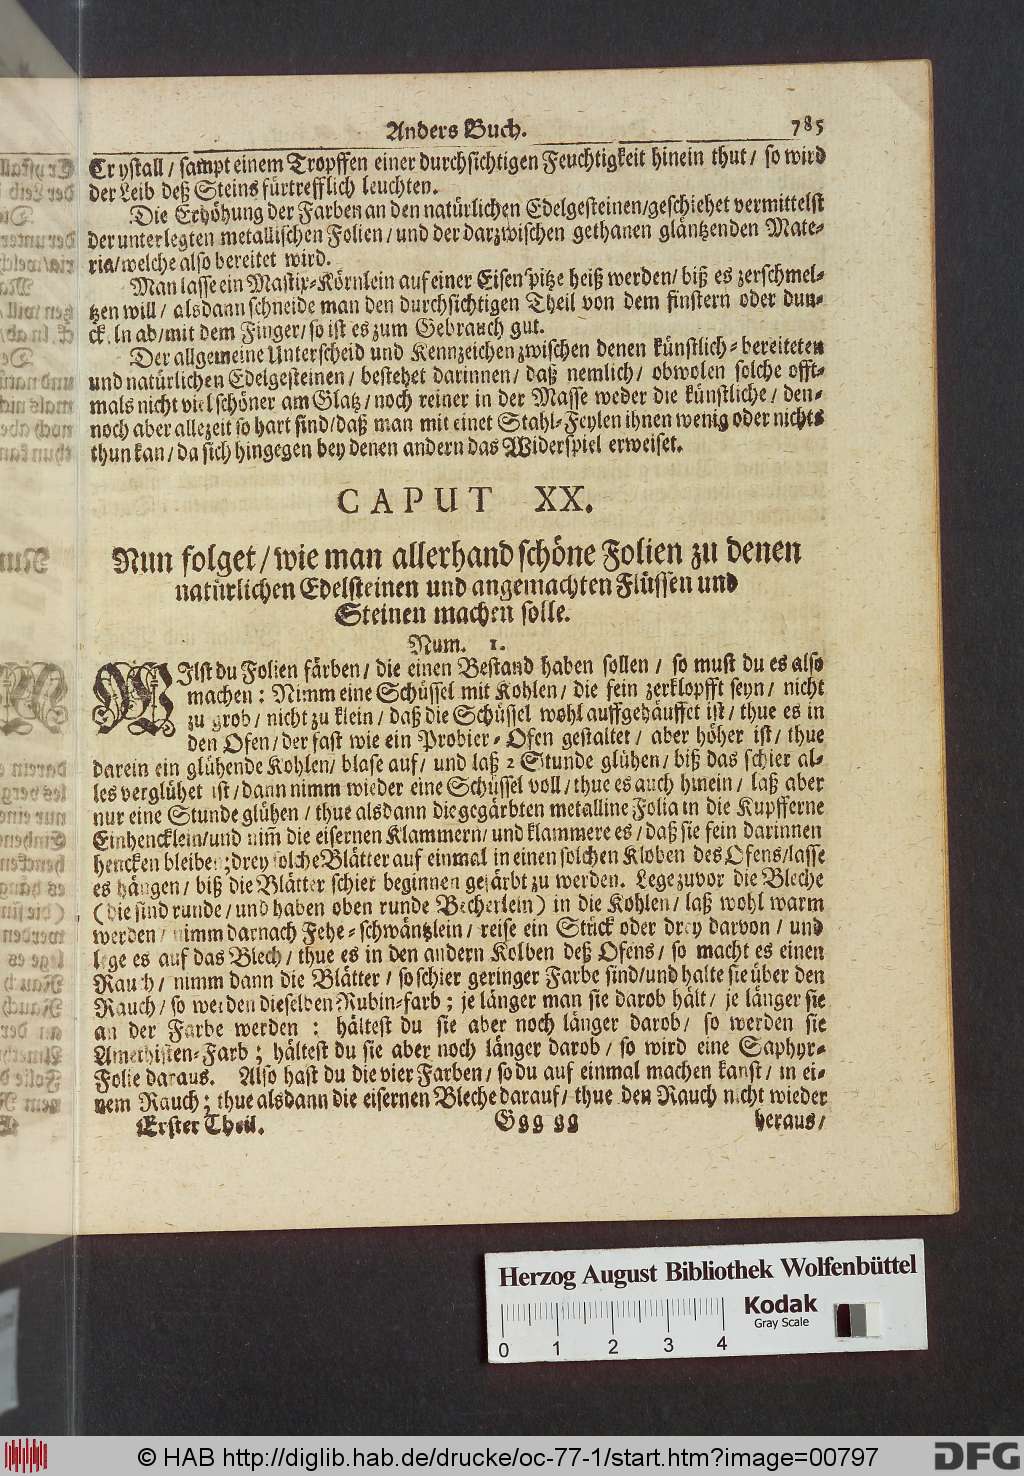 Anders Buch. 785
Crystall / sampt einem Tropffen einer durchsichtigen Feuchtigkeit hinein thut / so wird
der Leib deß Steins fürtrefflich leuchten.
Die Erhöhung der Farben an den natürlichen Edelgesteinen / geschiehet vermittelst
der unterlegten metallischen Folien / und der darzwischen gethanen gläntzenden Mate-
ria / welche also bereitet wird.
Man lasse ein Mastix-Körnlein auf einer Eisenspitze heiß werden / biß es zerschmel-
tzen will / alsdann schneide man den durchsichtigen Theil von dem finstern oder dun-
ckeln ab / mit dem Finger / so ist es zum Gebrauch gut.
Der allgemeine Unterscheid und Kennzeichen zwischen denen künstlich-bereiteten
und natürlichen Edelgesteinen / bestehet darinnen / daß nemlich / obwolen solche offt-
mals nicht viel schöner am Glatz / noch reiner in der Masse weder die künstliche / den-
noch aber allezeit so hart sind / daß man mit einet Stahl-Feylen ihnen wenig oder nichts
thun kan / da sich hingegen bey denen andern das Widerspiel erweiset.
CAPUT XX.
Nun folget / wie man allerhand schöne Folien zu denen
natürlichen Edelsteinen und angemachten Flüssen und
Steinen machen solle.
Num. 1.
WIlst du Folien färben / die einen Bestand haben sollen / so must du es also
machen: Nimm eine Schüssel mit Kohlen / die fein zerklopfft seyn / nicht
zu grob / nicht zu klein / daß die Schüssel wohl auffgehäuffet ist / thue es in
den Ofen / der fast wie ein Probier-Ofen gestaltet / aber höher ist / thue
darein ein glühende Kohlen / blase auf / und laß 2 Stunde glühen / biß das schier al-
les verglühet ist / dann nimm wieder eine Schüssel voll / thue es auch hinein / laß aber
nur eine Stunde glühen / thue alsdann die gegärbten metalline Folia in die Kupfferne
Einhencklein / und nim̃ die eisernen Klammern / und klammere es / daß sie fein darinnen
hencken bleiben; drey solche Blätter auf einmal in einen solchen Kloben des Ofens / lasse
es hängen / biß die Blätter schier beginnen gefärbt zu werden. Lege zuvor die Bleche
(die sind runde / und haben oben runde Becherlein) in die Kohlen / laß wohl warm
werden / nimm darnach Fehe-schwäntzlein / reise ein Stück oder drey darvon / und
lege es auf das Blech / thue es in den andern Kolben deß Ofens / so macht es einen
Rauch / nimm dann die Blätter / so schier geringer Farbe sind / und halte sie über den
Rauch / so werden dieselben Rubin-farb; je länger man sie darob hält / je länger sie
an der Farbe werden: hältest du sie aber noch länger darob / so werden sie
Amethisten-Farb; hältest du sie aber noch länger darob / so wird eine Saphyr-
Folie daraus. Also hast du die vier Farben / so du auf einmal machen kanst / in ei-
nem Rauch; thue alsdann die eisernen Bleche darauf / thue den Rauch nicht wieder
Erster Theil. Ggg gg heraus /
Herzog August Bibliothek Wolfenbüttel
Kodak
Gray Scale
0 1 2 3 4
© HAB http://diglib.hab.de/drucke/oc-77-1/start.htm?image=00797
DFG